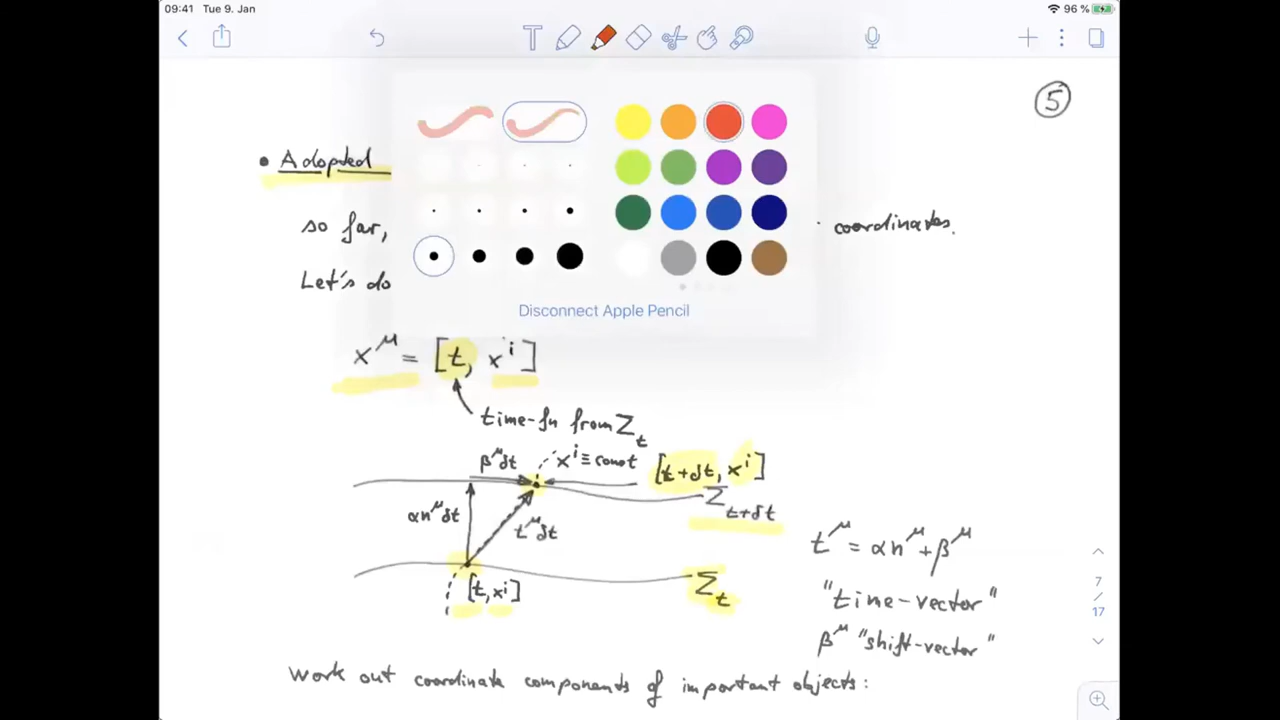 09:41 Tue 9. Jan
96 %
T
5
• Adopted
so far,
coordinates.
Let's do
Disconnect Apple Pencil
x^μ = [t, x^i]
time-fn from Σ_t
β^μ δt
x^i ≡ const
[t+δt, x^i]
Σ_{t+δt}
αn^μ δt
t^μ δt
t^μ = αn^μ + β^μ
[t, x^i]
Σ_t
"time-vector"
β^μ "shift-vector"
7
/
17
Work out coordinate components of important objects: